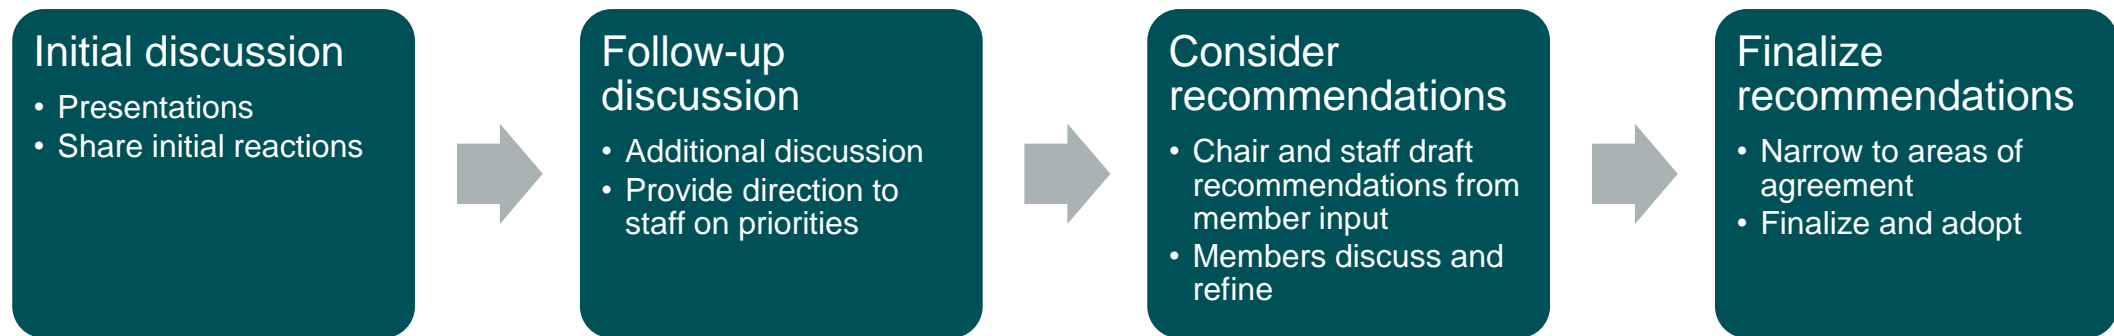 Initial discussion
• Presentations
• Share initial reactions
Follow-up
discussion
• Additional discussion
• Provide direction to
staff on priorities
Consider
recommendations
• Chair and staff draft
recommendations from
member input
• Members discuss and
refine
Finalize
recommendations
• Narrow to areas of
agreement
• Finalize and adopt